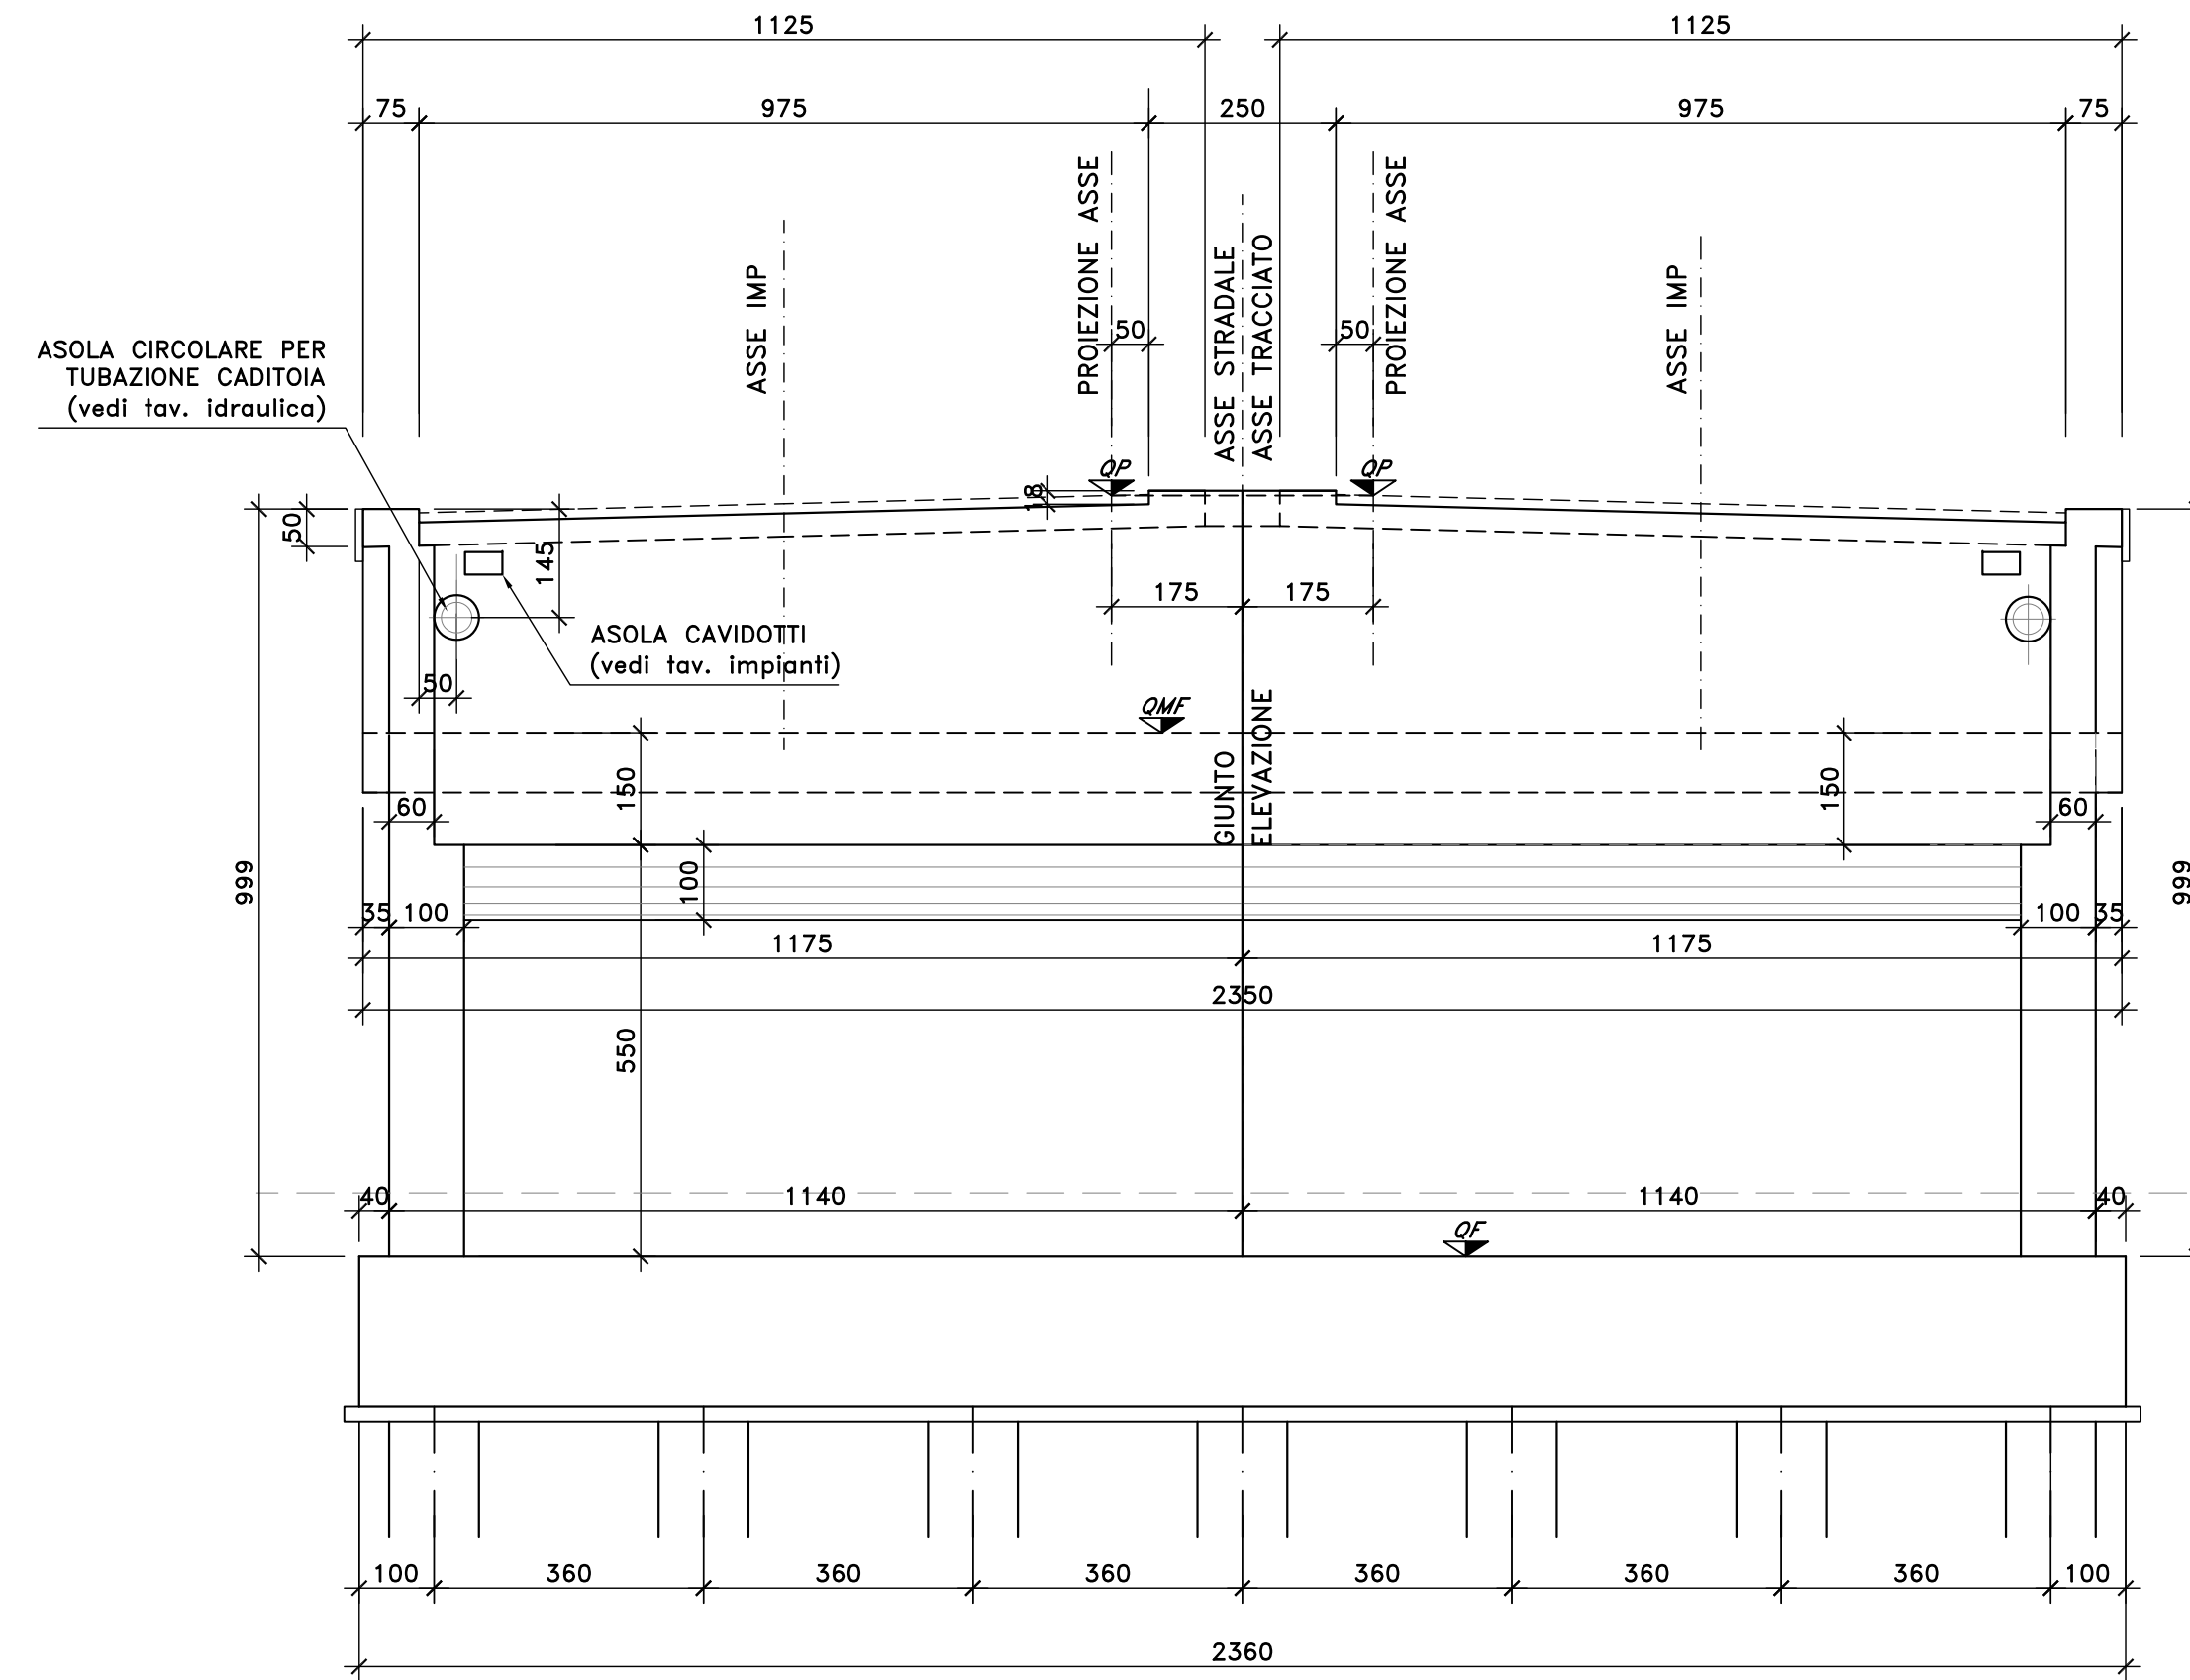 1125
1125
75
975
250
975
75
PROIEZIONE ASSE
PROIEZIONE ASSE
ASSE STRADALE
ASSE TRACCIATO
ASSE IMP
ASSE IMP
50
50
ASOLA CIRCOLARE PER
TUBAZIONE CADITOIA
(vedi tav. idraulica)
QP
QP
18
50
145
175
175
ASOLA CAVIDOTTI
(vedi tav. impianti)
50
QMF
GIUNTO
ELEVAZIONE
150
150
60
60
999
100
999
35
100
100
35
1175
1175
2350
550
40
1140
1140
40
QF
100
360
360
360
360
360
360
100
2360